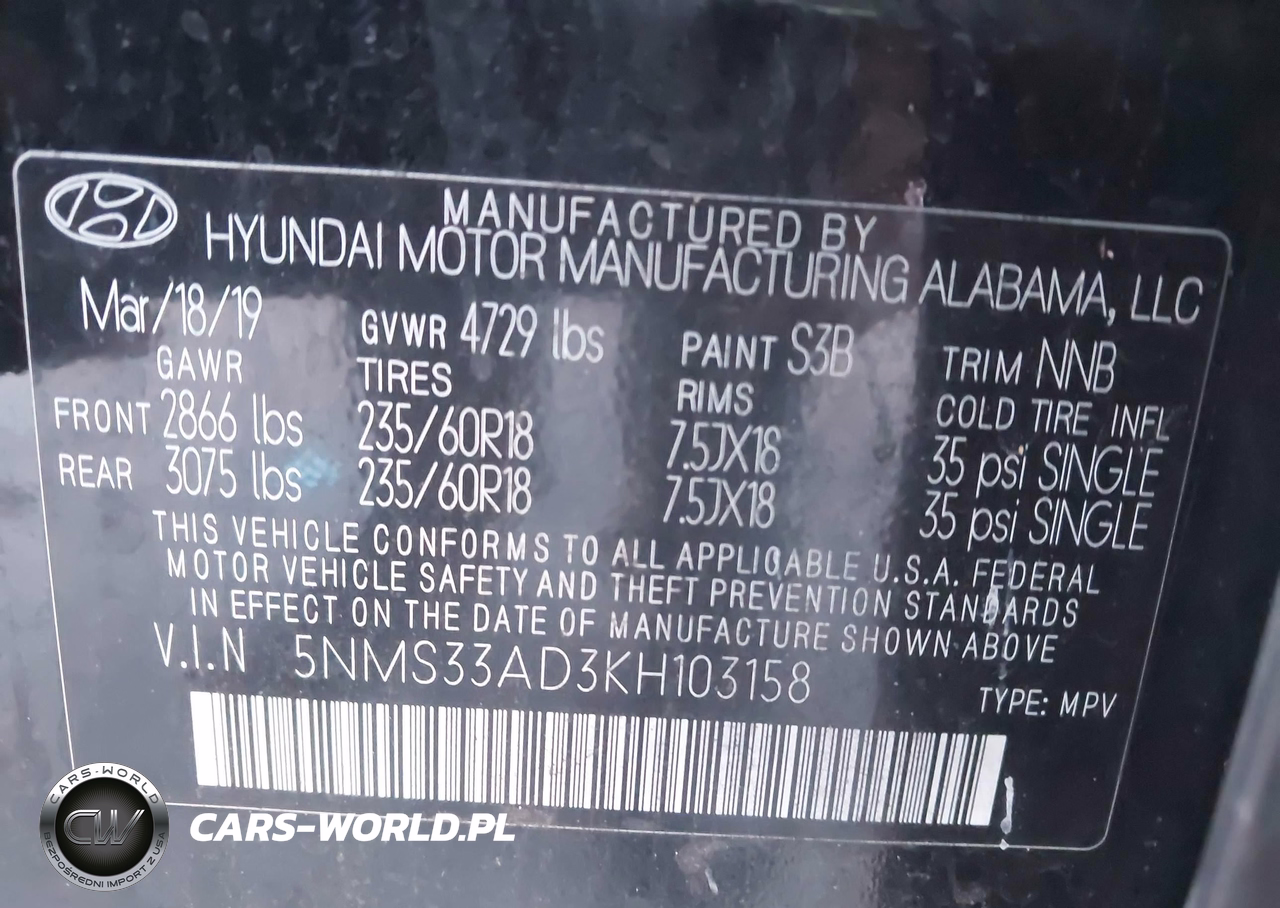 MANUFACTURED BY
HYUNDAI MOTOR MANUFACTURING ALABAMA, LLC
Mar/18/19 GVWR 4729 lbs PAINT S3B TRIM NNB
GAWR TIRES RIMS COLD TIRE INFL
FRONT 2866 lbs 235/60R18 7.5JX18 35 psi SINGLE
REAR 3075 lbs 235/60R18 7.5JX18 35 psi SINGLE
THIS VEHICLE CONFORMS TO ALL APPLICABLE U.S.A. FEDERAL
MOTOR VEHICLE SAFETY AND THEFT PREVENTION STANDARDS
IN EFFECT ON THE DATE OF MANUFACTURE SHOWN ABOVE
V.I.N 5NMS33AD3KH103158
TYPE: MPV
CARS-WORLD
CW
BEZPOŚREDNI IMPORT Z USA
CARS-WORLD.PL